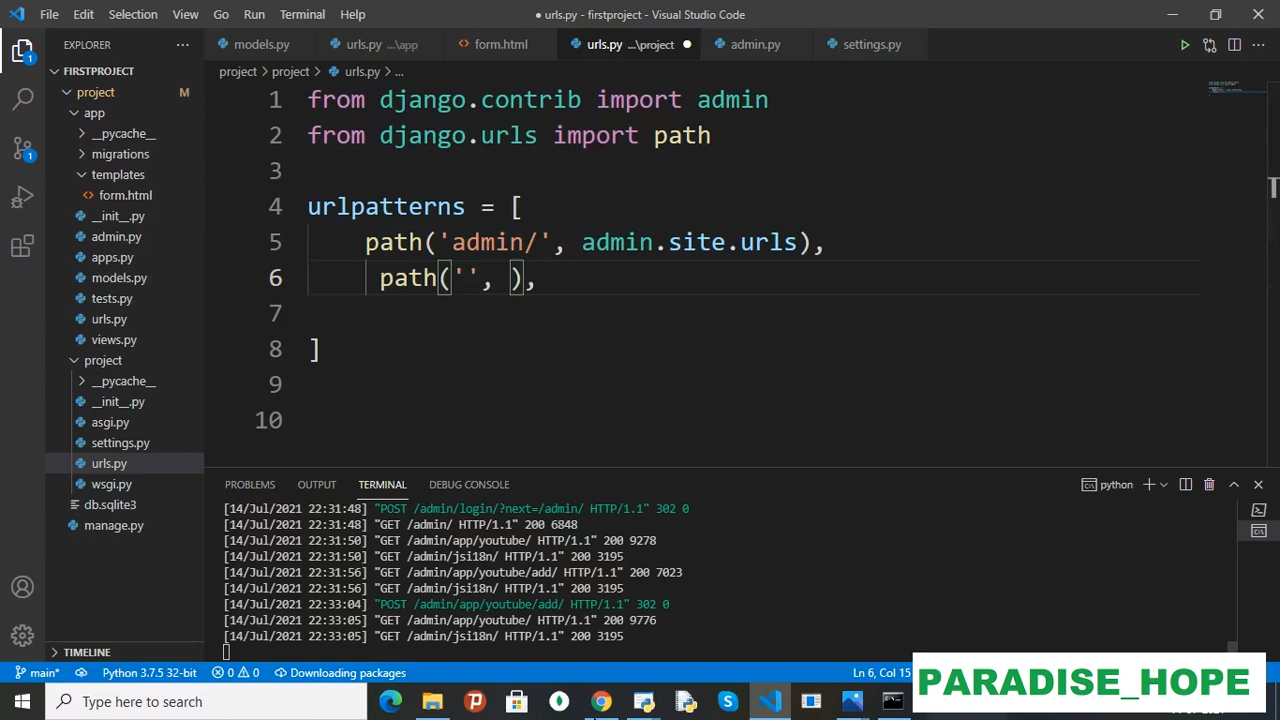 File Edit Selection View Go Run Terminal Help
● urls.py - firstproject - Visual Studio Code
EXPLORER
models.py urls.py ...\app form.html urls.py ...\project admin.py settings.py
FIRSTPROJECT
project M
app
__pycache__
migrations
templates
form.html
__init__.py
admin.py
apps.py
models.py
tests.py
urls.py
views.py
project
__pycache__
__init__.py
asgi.py
settings.py
urls.py
wsgi.py
db.sqlite3
manage.py
TIMELINE
1
1
project > project > urls.py > ...
1 from django.contrib import admin
2 from django.urls import path
3
4 urlpatterns = [
5 path('admin/', admin.site.urls),
6 path('', ),
7
8 ]
9
10
PROBLEMS OUTPUT TERMINAL DEBUG CONSOLE
python
[14/Jul/2021 22:31:48] "POST /admin/login/?next=/admin/ HTTP/1.1" 302 0
[14/Jul/2021 22:31:48] "GET /admin/ HTTP/1.1" 200 6848
[14/Jul/2021 22:31:50] "GET /admin/app/youtube/ HTTP/1.1" 200 9278
[14/Jul/2021 22:31:50] "GET /admin/jsi18n/ HTTP/1.1" 200 3195
[14/Jul/2021 22:31:56] "GET /admin/app/youtube/add/ HTTP/1.1" 200 7023
[14/Jul/2021 22:31:56] "GET /admin/jsi18n/ HTTP/1.1" 200 3195
[14/Jul/2021 22:33:04] "POST /admin/app/youtube/add/ HTTP/1.1" 302 0
[14/Jul/2021 22:33:05] "GET /admin/app/youtube/ HTTP/1.1" 200 9776
[14/Jul/2021 22:33:05] "GET /admin/jsi18n/ HTTP/1.1" 200 3195
main* Python 3.7.5 32-bit 0 0 Downloading packages Ln 6, Col 15
Type here to search
PARADISE_HOPE